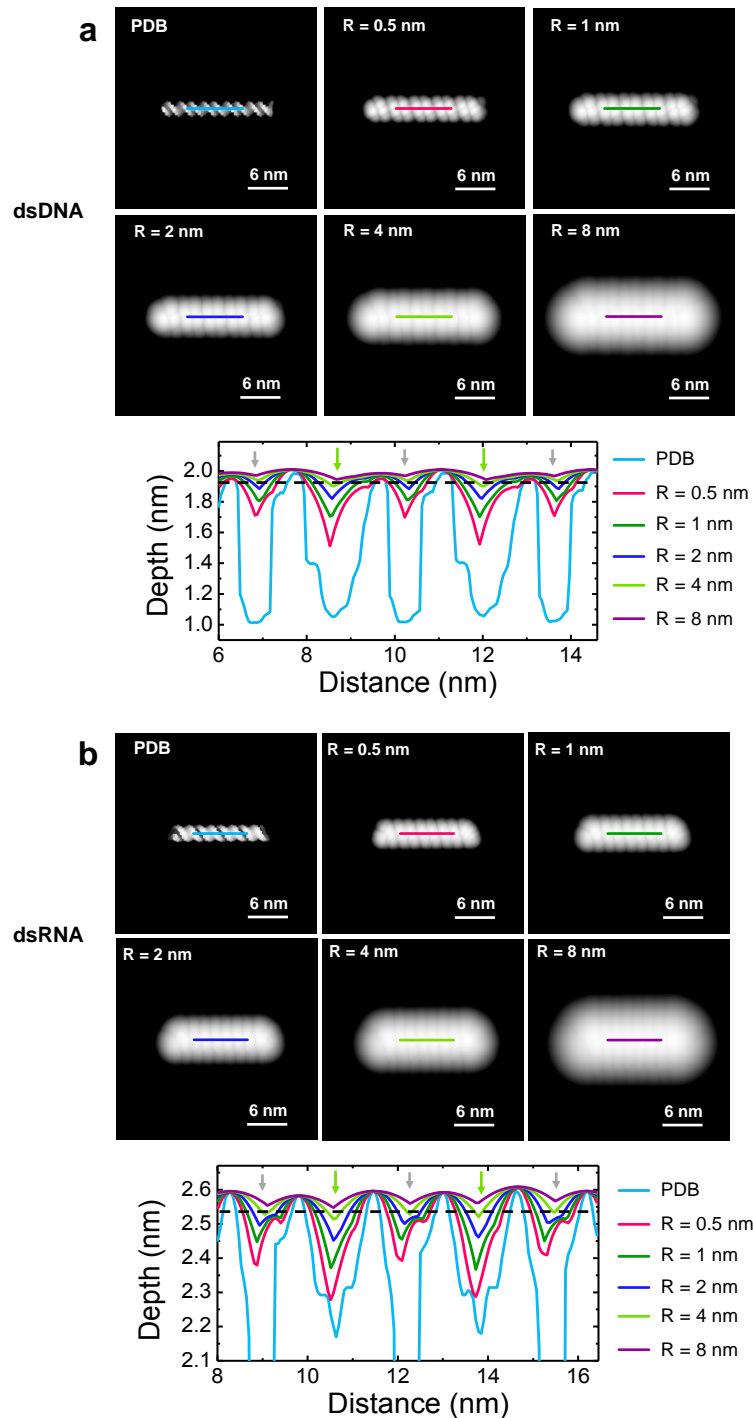 a
PDB
R = 0.5 nm
R = 1 nm
6 nm
6 nm
6 nm
dsDNA
R = 2 nm
R = 4 nm
R = 8 nm
6 nm
6 nm
6 nm
2.0
1.8
1.6
1.4
1.2
1.0
Depth (nm)
6
8
10
12
14
Distance (nm)
PDB
R = 0.5 nm
R = 1 nm
R = 2 nm
R = 4 nm
R = 8 nm
b
PDB
R = 0.5 nm
R = 1 nm
6 nm
6 nm
6 nm
dsRNA
R = 2 nm
R = 4 nm
R = 8 nm
6 nm
6 nm
6 nm
2.6
2.5
2.4
2.3
2.2
2.1
Depth (nm)
8
10
12
14
16
Distance (nm)
PDB
R = 0.5 nm
R = 1 nm
R = 2 nm
R = 4 nm
R = 8 nm